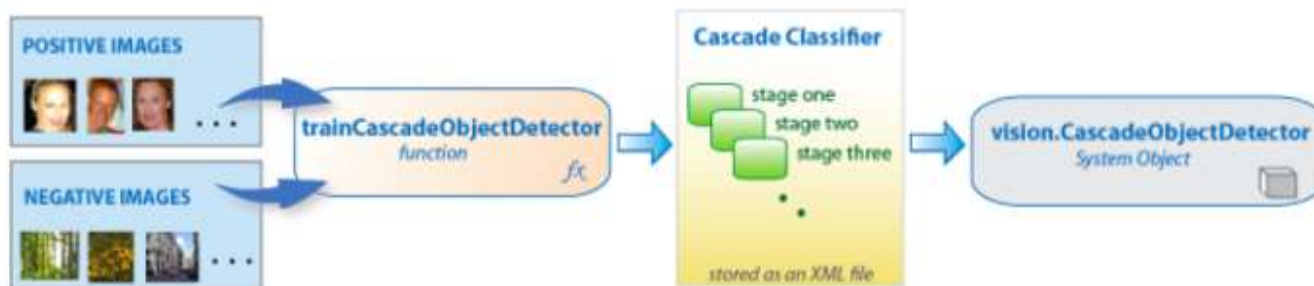 POSITIVE IMAGES
...
NEGATIVE IMAGES
...
trainCascadeObjectDetector
function
fx
Cascade Classifier
stage one
stage two
stage three
stored as an XML file
vision.CascadeObjectDetector
System Object